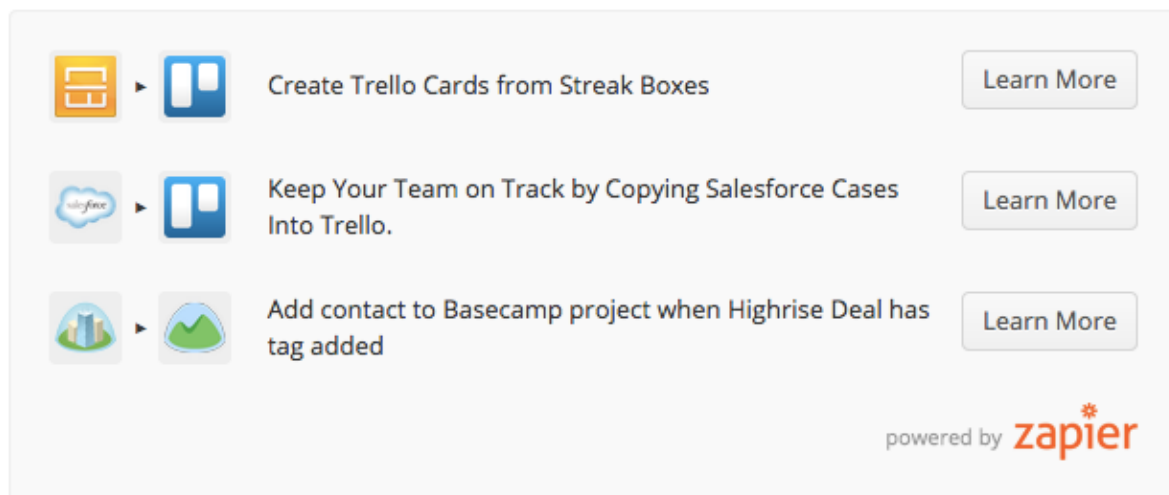 Create Trello Cards from Streak Boxes
Learn More
salesforce
Keep Your Team on Track by Copying Salesforce Cases
Into Trello.
Learn More
Add contact to Basecamp project when Highrise Deal has
tag added
Learn More
powered by zapier